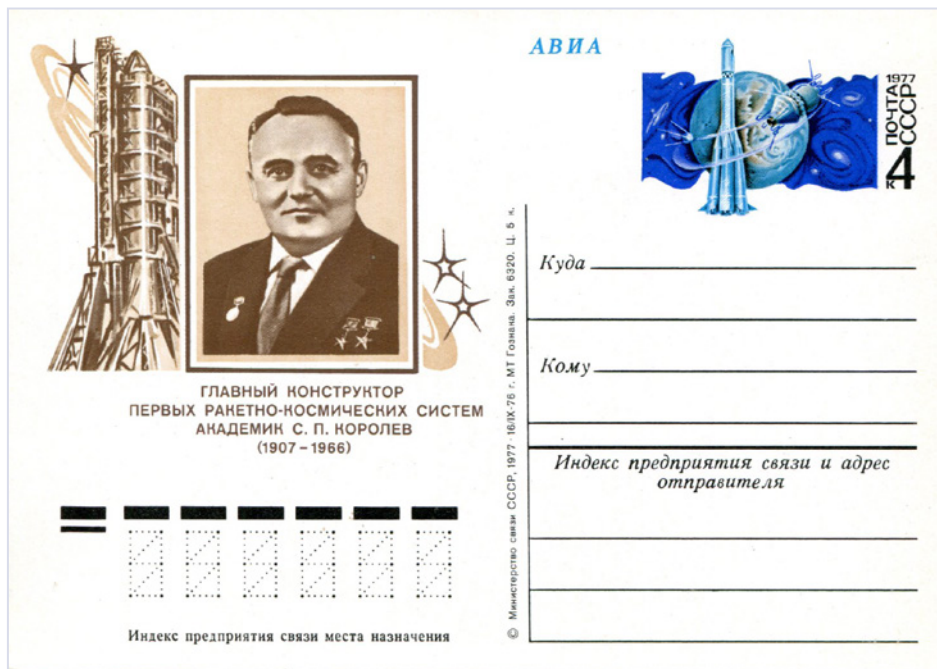 ГЛАВНЫЙ КОНСТРУКТОР
ПЕРВЫХ РАКЕТНО-КОСМИЧЕСКИХ СИСТЕМ
АКАДЕМИК С. П. КОРОЛЕВ
(1907–1966)
Индекс предприятия связи места назначения
© Министерство связи СССР, 1977 · 16/IX-76 г. МТ Гознака. Зак. 6320. Ц. 5 к.
АВИА
1977
ПОЧТА
СССР
4
К
Куда
Кому
Индекс предприятия связи и адрес
отправителя